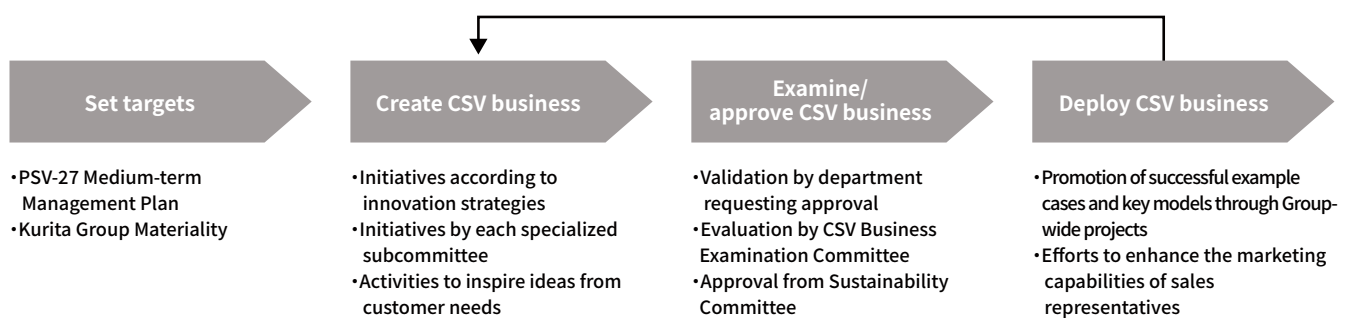 Set targets
Create CSV business
Examine/
approve CSV business
Deploy CSV business
・PSV-27 Medium-term
Management Plan
・Kurita Group Materiality
・Initiatives according to
innovation strategies
・Initiatives by each specialized
subcommittee
・Activities to inspire ideas from
customer needs
・Validation by department
requesting approval
・Evaluation by CSV Business
Examination Committee
・Approval from Sustainability
Committee
・Promotion of successful example
cases and key models through Group-
wide projects
・Efforts to enhance the marketing
capabilities of sales
representatives